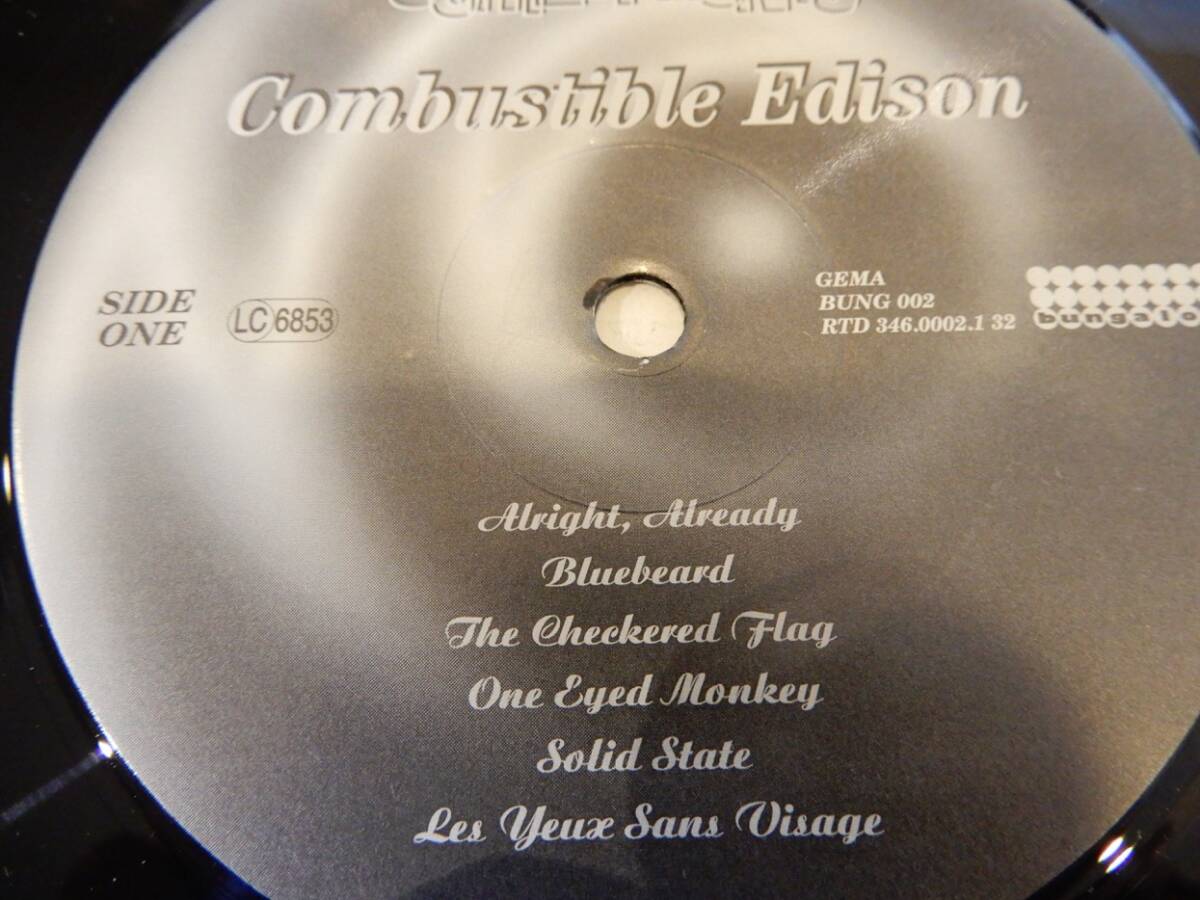 Combustible Edison
SIDE
ONE
LC 6853
GEMA
BUNG 002
RTD 346.0002.1 32
bungalo
Alright, Already
Bluebeard
The Checkered Flag
One Eyed Monkey
Solid State
Les Yeux Sans Visage